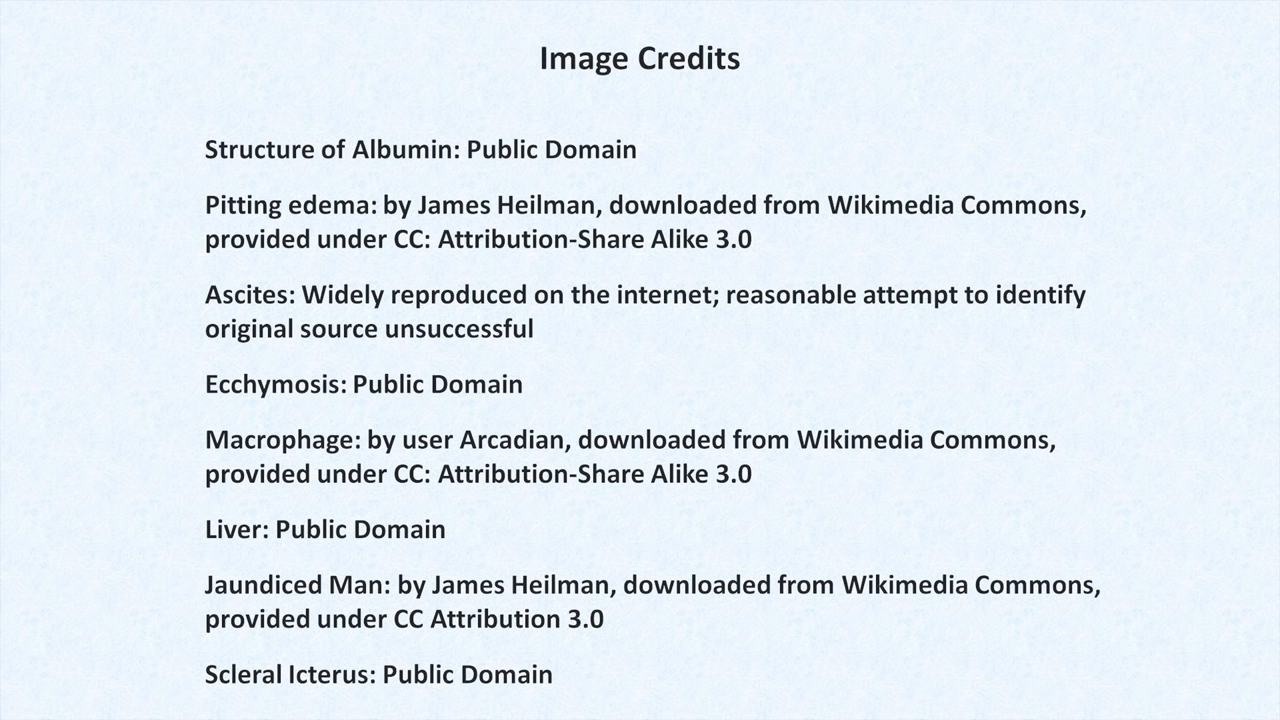 Image Credits
Structure of Albumin: Public Domain
Pitting edema: by James Heilman, downloaded from Wikimedia Commons,
provided under CC: Attribution-Share Alike 3.0
Ascites: Widely reproduced on the internet; reasonable attempt to identify
original source unsuccessful
Ecchymosis: Public Domain
Macrophage: by user Arcadian, downloaded from Wikimedia Commons,
provided under CC: Attribution-Share Alike 3.0
Liver: Public Domain
Jaundiced Man: by James Heilman, downloaded from Wikimedia Commons,
provided under CC Attribution 3.0
Scleral Icterus: Public Domain